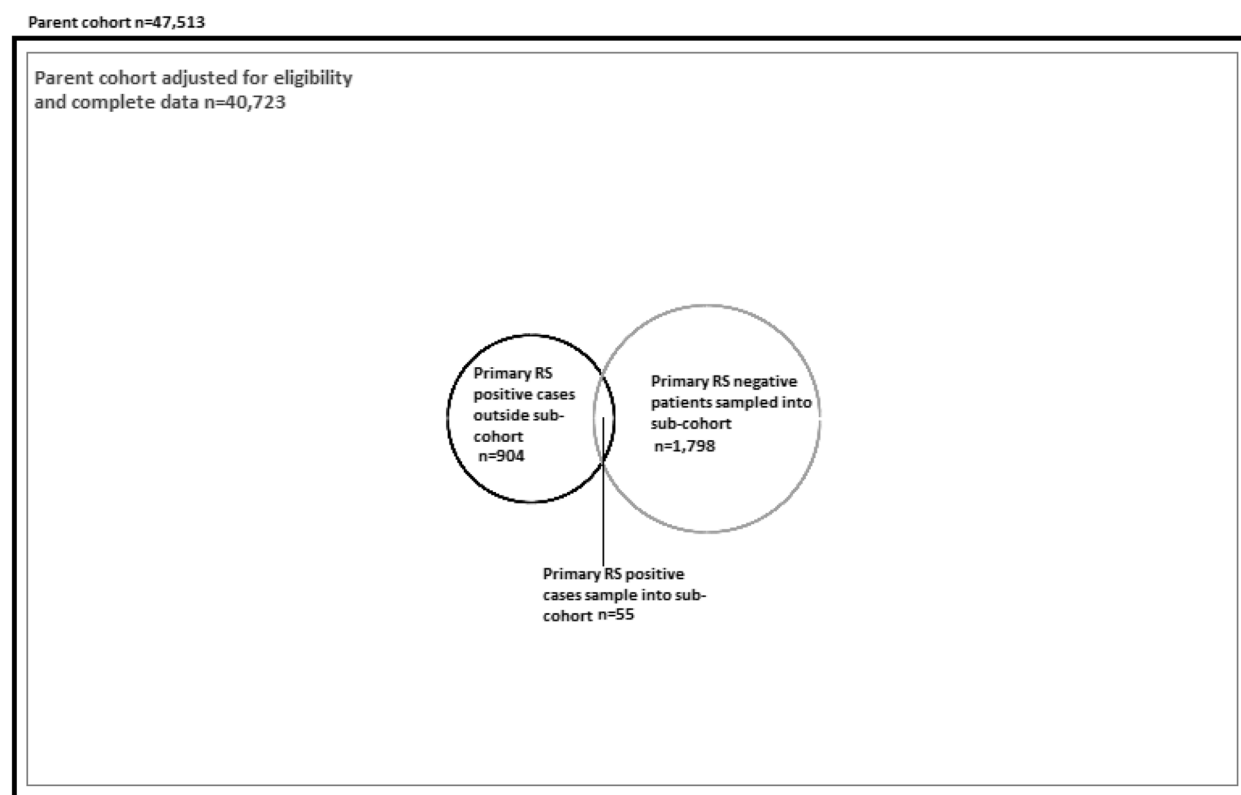 Parent cohort n=47,513
Parent cohort adjusted for eligibility
and complete data n=40,723
Primary RS
positive cases
outside sub-
cohort
n=904
Primary RS negative
patients sampled into
sub-cohort
n=1,798
Primary RS positive
cases sample into sub-
cohort n=55